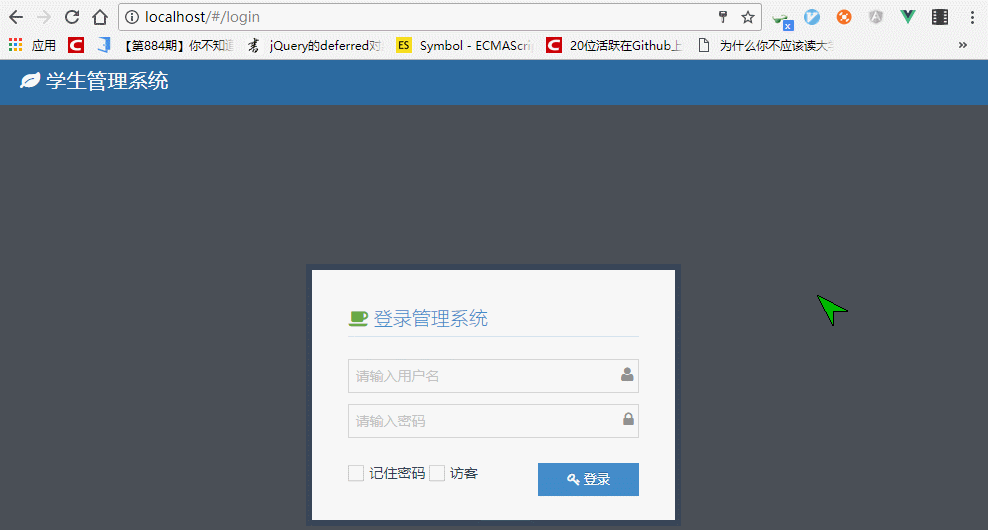 localhost/#/login
应用
【第884期】你不知道
jQuery的deferred对
ES
Symbol - ECMAScri
20位活跃在Github上
为什么你不应该读大学
»
学生管理系统
登录管理系统
请输入用户名
请输入密码
记住密码 访客
登录